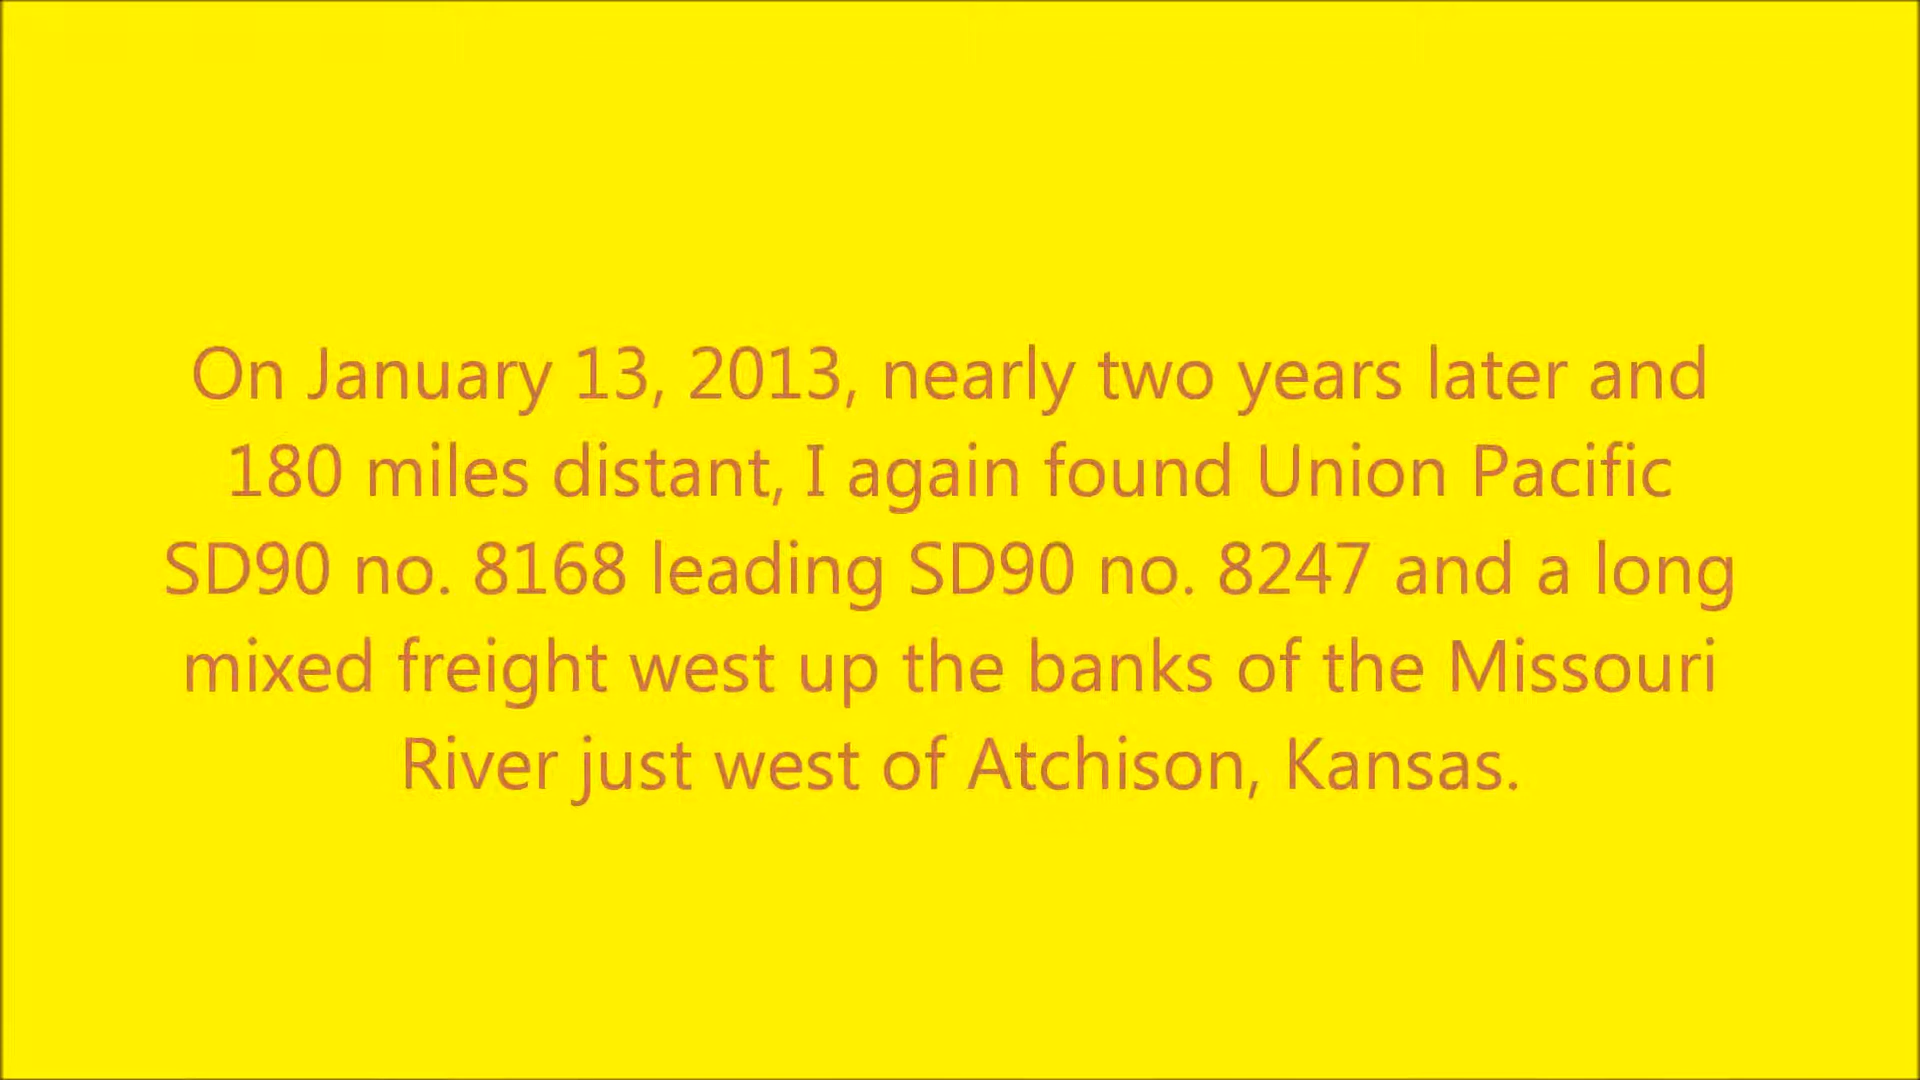 On January 13, 2013, nearly two years later and
180 miles distant, I again found Union Pacific
SD90 no. 8168 leading SD90 no. 8247 and a long
mixed freight west up the banks of the Missouri
River just west of Atchison, Kansas.